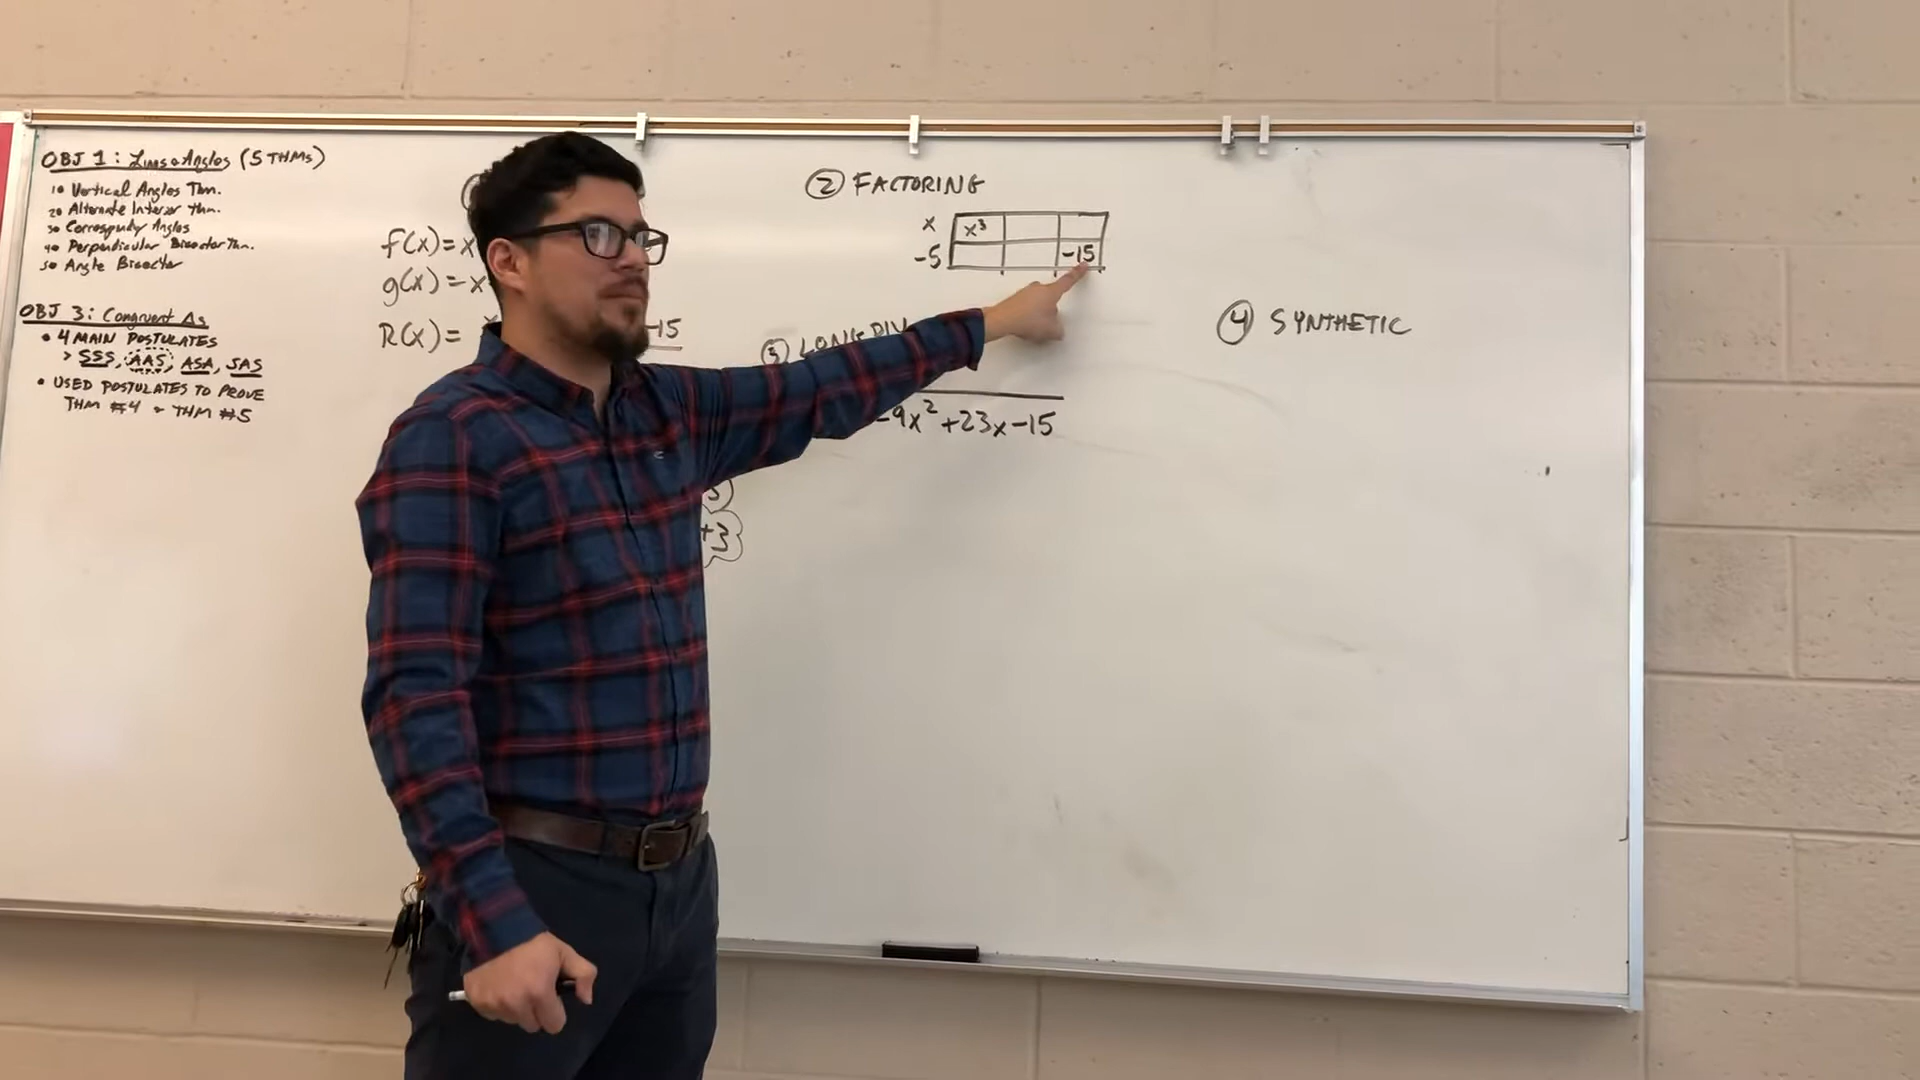 OBJ 1: Lines & Angles (5 THMs)
1. Vertical Angles Thm.
2. Alternate Interior Thm.
3. Corresponding Angles
4. Perpendicular Bisector Thm.
5. Angle Bisector
OBJ 3: Congruent Δs
• 4 MAIN POSTULATES
> SSS, AAS, ASA, SAS
• USED POSTULATES TO PROVE
THM #4 & THM #5
f(x)=x
g(x)=x
R(x)=
-15
+3
② FACTORING
x x³
-5 -15
③ LONG DIV
-9x²+23x-15
④ SYNTHETIC